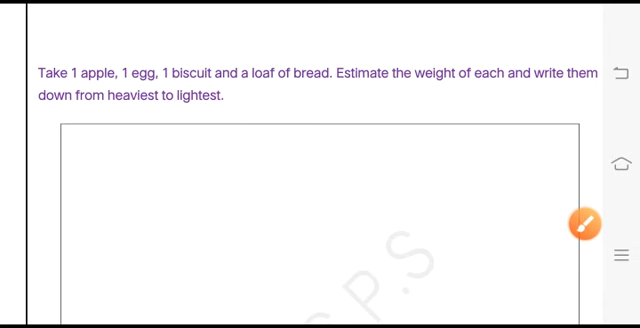 Take 1 apple, 1 egg, 1 biscuit and a loaf of bread. Estimate the weight of each and write them
down from heaviest to lightest.
P.S